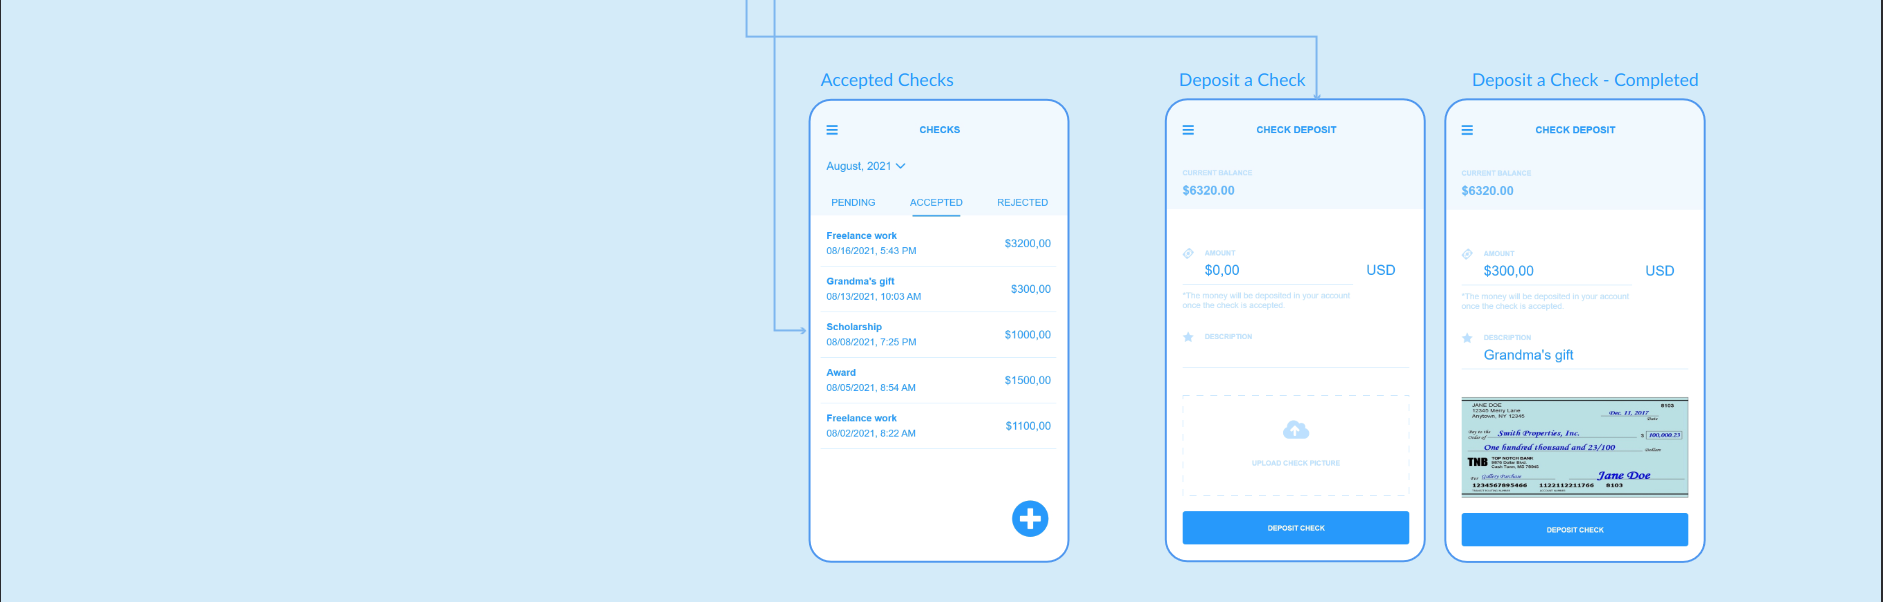 Accepted Checks
CHECKS
August, 2021
PENDING ACCEPTED REJECTED
Freelance work
08/16/2021, 5:43 PM
$3200,00
Grandma's gift
08/13/2021, 10:03 AM
$300,00
Scholarship
08/08/2021, 7:25 PM
$1000,00
Award
08/05/2021, 8:54 AM
$1500,00
Freelance work
08/02/2021, 8:22 AM
$1100,00
Deposit a Check
CHECK DEPOSIT
CURRENT BALANCE
$6320.00
AMOUNT
$0,00 USD
*The money will be deposited in your account
once the check is accepted.
DESCRIPTION
UPLOAD CHECK PICTURE
DEPOSIT CHECK
Deposit a Check - Completed
CHECK DEPOSIT
CURRENT BALANCE
$6320.00
AMOUNT
$300,00 USD
*The money will be deposited in your account
once the check is accepted.
DESCRIPTION
Grandma's gift
JANE DOE 8103
12345 Merry Lane
Anytown, NY 12345
Dec. 11, 2017
Date
Pay to the
Order of Smith Properties, Inc. $ 100,000.23
One hundred thousand and 23/100 Dollars
TNB TOP NOTCH BANK
Cash Town, MS
For Gallery Purchase Jane Doe
1234567895466 1122112211766 8103
DEPOSIT CHECK